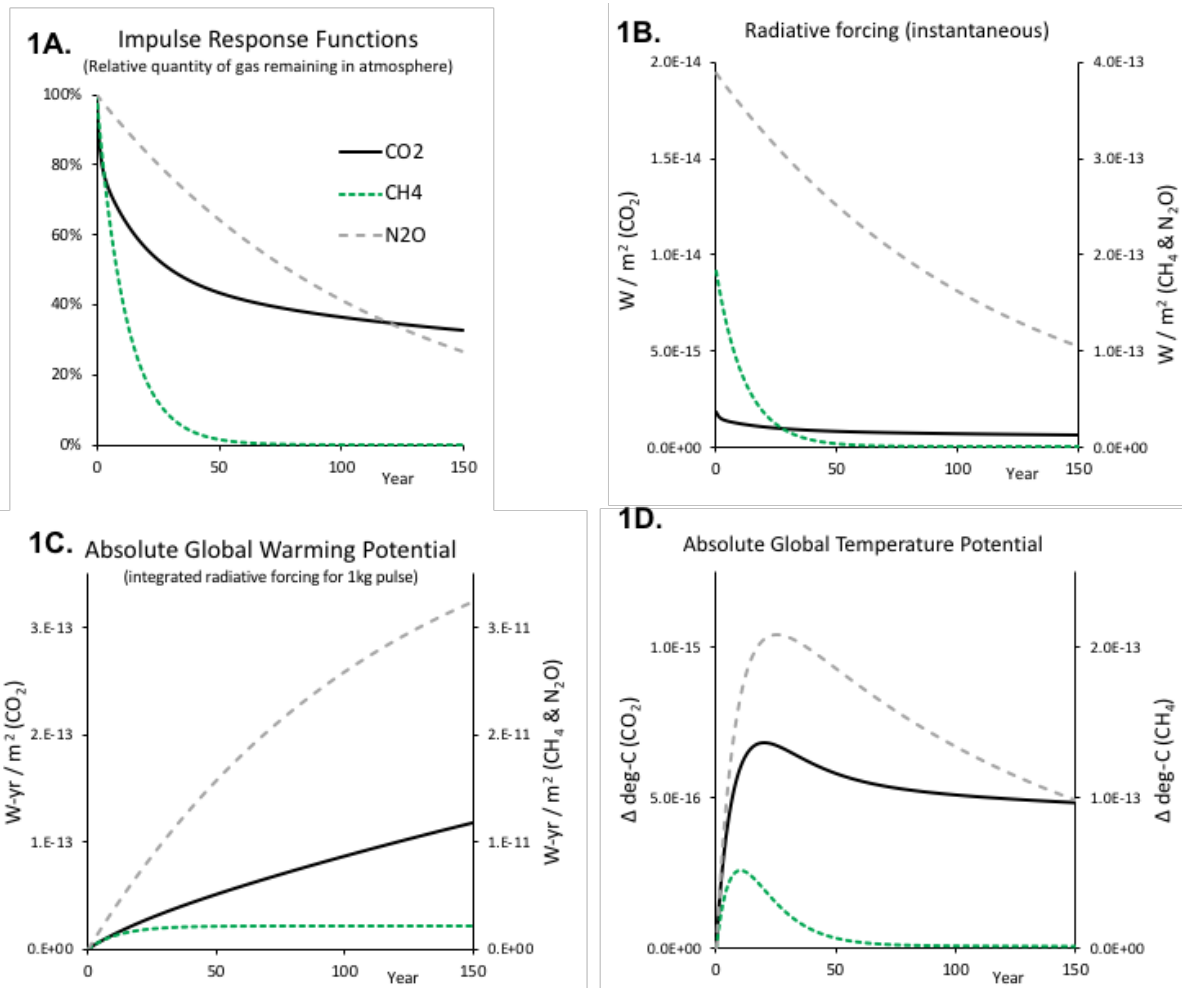 1A.
Impulse Response Functions
(Relative quantity of gas remaining in atmosphere)
100%
80%
60%
40%
20%
0%
CO2
CH4
N2O
0
50
100
150
Year
1B.
Radiative forcing (instantaneous)
2.0E-14
1.5E-14
1.0E-14
5.0E-15
0.0E+00
W / m² (CO₂)
4.0E-13
3.0E-13
2.0E-13
1.0E-13
0.0E+00
W / m² (CH₄ & N₂O)
0
50
100
150
Year
1C.
Absolute Global Warming Potential
(integrated radiative forcing for 1kg pulse)
3.E-13
2.E-13
1.E-13
0.E+00
W-yr / m² (CO₂)
3.E-11
2.E-11
1.E-11
0.E+00
W-yr / m² (CH₄ & N₂O)
0
50
100
150
Year
1D.
Absolute Global Temperature Potential
1.0E-15
5.0E-16
0.0E+00
Δ deg-C (CO₂)
2.0E-13
1.0E-13
0.0E+00
Δ deg-C (CH₄)
0
50
100
150
Year